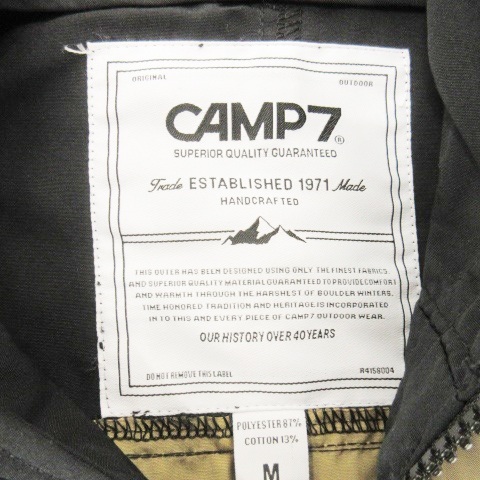 ORIGINAL OUTDOOR
CAMP7®
SUPERIOR QUALITY GUARANTEED
Trade ESTABLISHED 1971 Made
HANDCRAFTED
THIS OUTER HAS BEEN DESIGNED USING ONLY THE FINEST FABRICS
AND SUPERIOR QUALITY MATERIAL GUARANTEED TO PROVIDE COMFORT
AND WARMTH THROUGH THE HARSHEST OF BOULDER WINTERS.
TIME HONORED TRADITION AND HERITAGE IS INCORPORATED
IN TO THIS AND EVERY PIECE OF CAMP7 OUTDOOR WEAR.
OUR HISTORY OVER 40 YEARS
DO NOT REMOVE THIS LABEL R4158004
POLYESTER 87%
COTTON 13%
M